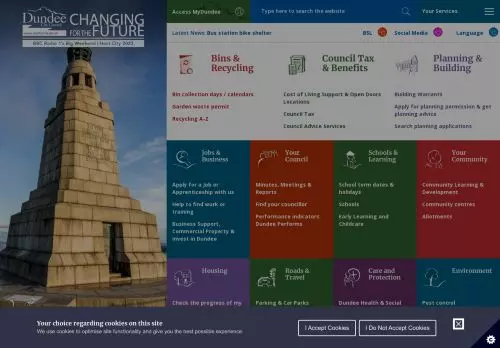 Dundee
City Council
CHANGING
FOR THE
FUTURE
BBC Radio 1's Big Weekend | Host City 2023
Access MyDundee
Type here to search the website
Your Services
Latest News Bus station bike shelter
BSL
Social Media
Language
Bins &
Recycling
Bin collection days / calendars
Garden waste permit
Recycling A-Z
Council Tax
& Benefits
Cost of Living Support & Open Doors
Locations
Council Tax
Council Advice Services
Planning &
Building
Building Warrants
Apply for planning permission & get
planning advice
Search planning applications
Jobs &
Business
Apply for a Job or
Apprenticeship with us
Help to find work or
training
Business Support,
Commercial Property &
Invest in Dundee
Your
Council
Minutes, Meetings &
Reports
Find your councillor
Performance indicators
Dundee Performs
Schools &
Learning
School term dates &
holidays
Schools
Early Learning and
Childcare
Your
Community
Community Learning &
Development
Community centres
Allotments
Housing
Check the progress of my
Roads &
Travel
Parking & Car Parks
Care and
Protection
Dundee Health & Social
Environment
Pest control
Your choice regarding cookies on this site
We use cookies to optimise site functionality and give you the best possible experience.
I Accept Cookies
I Do Not Accept Cookies